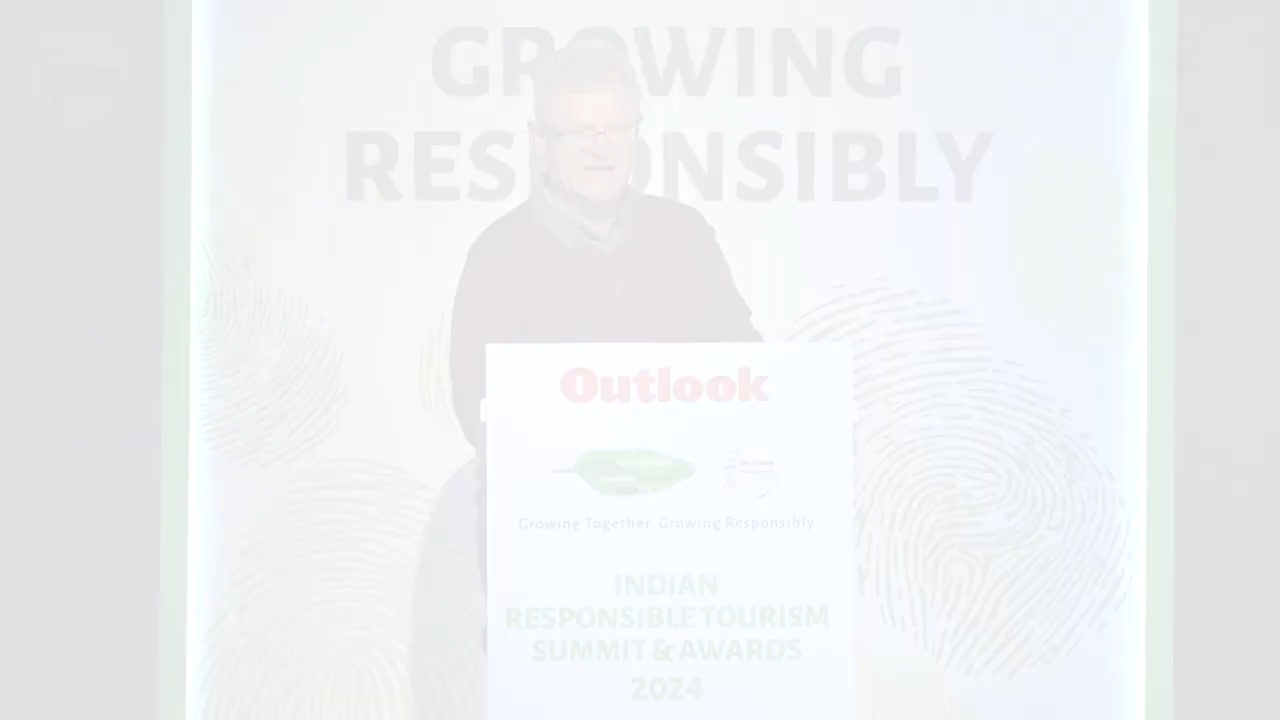 GROWING
RESPONSIBLY
Outlook
Growing Together. Growing Responsibly
INDIAN
RESPONSIBLE TOURISM
SUMMIT & AWARDS
2024